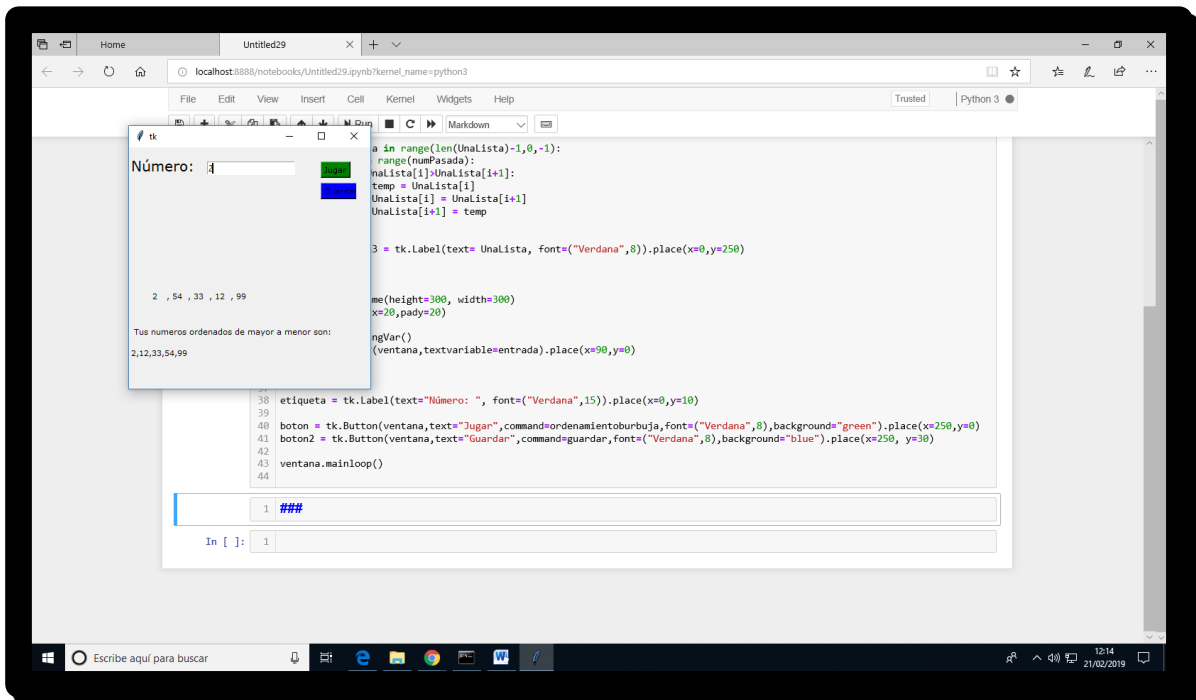 Home
Untitled29
localhost:8888/notebooks/Untitled29.ipynb?kernel_name=python3
File Edit View Insert Cell Kernel Widgets Help
Trusted
Python 3
Run
Markdown
tk
Número: 2
Jugar
Guardar
2 , 54 , 33 , 12 , 99
Tus numeros ordenados de mayor a menor son:
2,12,33,54,99
a in range(len(UnaLista)-1,0,-1):
range(numPasada):
naLista[i]>UnaLista[i+1]:
temp = UnaLista[i]
UnaLista[i] = UnaLista[i+1]
UnaLista[i+1] = temp
3 = tk.Label(text= UnaLista, font=("Verdana",8)).place(x=0,y=250)
me(height=300, width=300)
x=20,pady=20)
ngVar()
(ventana,textvariable=entrada).place(x=90,y=0)
37
38 etiqueta = tk.Label(text="Número: ", font=("Verdana",15)).place(x=0,y=10)
39
40 boton = tk.Button(ventana,text="Jugar",command=ordenamientoburbuja,font=("Verdana",8),background="green").place(x=250,y=0)
41 boton2 = tk.Button(ventana,text="Guardar",command=guardar,font=("Verdana",8),background="blue").place(x=250, y=30)
42
43 ventana.mainloop()
44
1 ###
In [ ]: 1
Escribe aquí para buscar
12:14
21/02/2019